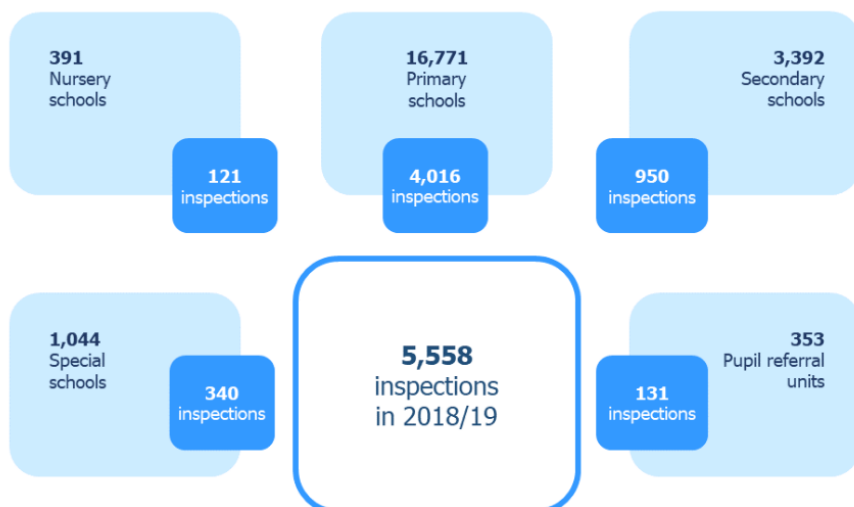 391
Nursery
schools
121
inspections
16,771
Primary
schools
4,016
inspections
3,392
Secondary
schools
950
inspections
1,044
Special
schools
340
inspections
5,558
inspections
in 2018/19
353
Pupil referral
units
131
inspections